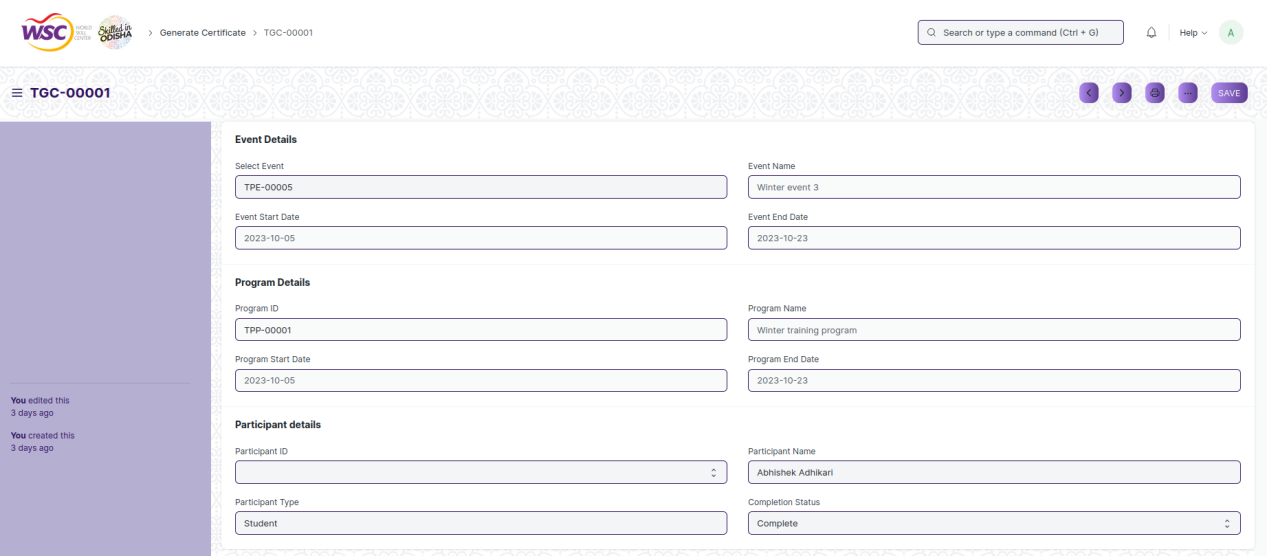 WSC WORLD SKILL CENTER Skilled in ODISHA > Generate Certificate > TGC-00001 Search or type a command (Ctrl + G) Help A
TGC-00001 SAVE
Event Details
Select Event Event Name
TPE-00005 Winter event 3
Event Start Date Event End Date
2023-10-05 2023-10-23
Program Details
Program ID Program Name
TPP-00001 Winter training program
Program Start Date Program End Date
2023-10-05 2023-10-23
You edited this
3 days ago
You created this
3 days ago
Participant details
Participant ID Participant Name
Abhishek Adhikari
Participant Type Completion Status
Student Complete